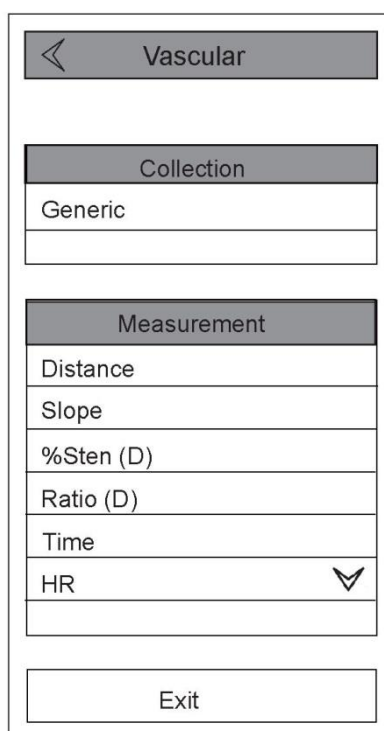 Vascular
Collection
Generic
Measurement
Distance
Slope
%Sten (D)
Ratio (D)
Time
HR
Exit